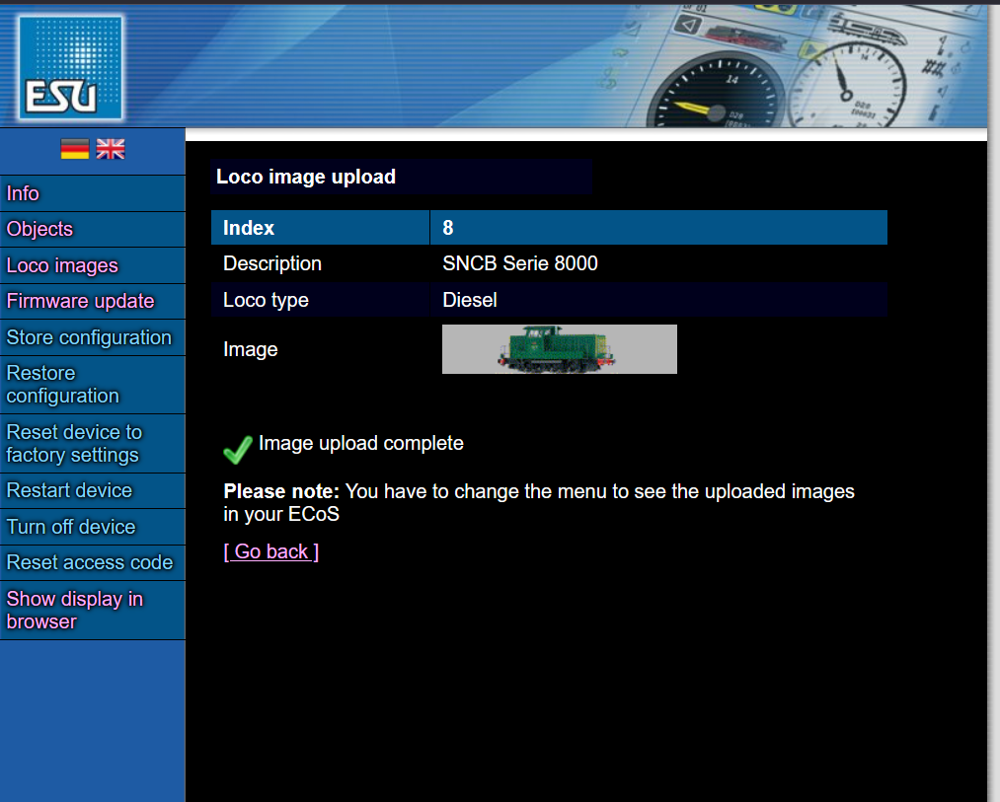 ESU
14
Info
Objects
Loco images
Firmware update
Store configuration
Restore
configuration
Reset device to
factory settings
Restart device
Turn off device
Reset access code
Show display in
browser
Loco image upload
Index 8
Description SNCB Serie 8000
Loco type Diesel
Image
Image upload complete
Please note: You have to change the menu to see the uploaded images
in your ECoS
[ Go back ]